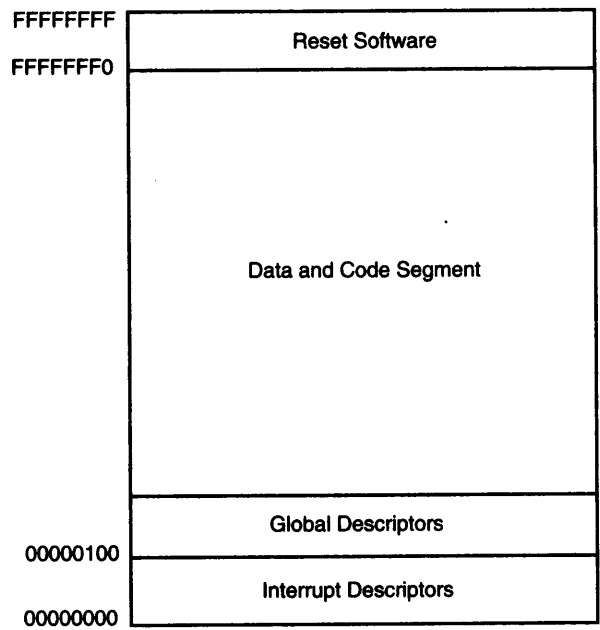 FFFFFFFF
Reset Software
FFFFFFF0
Data and Code Segment
Global Descriptors
00000100
Interrupt Descriptors
00000000